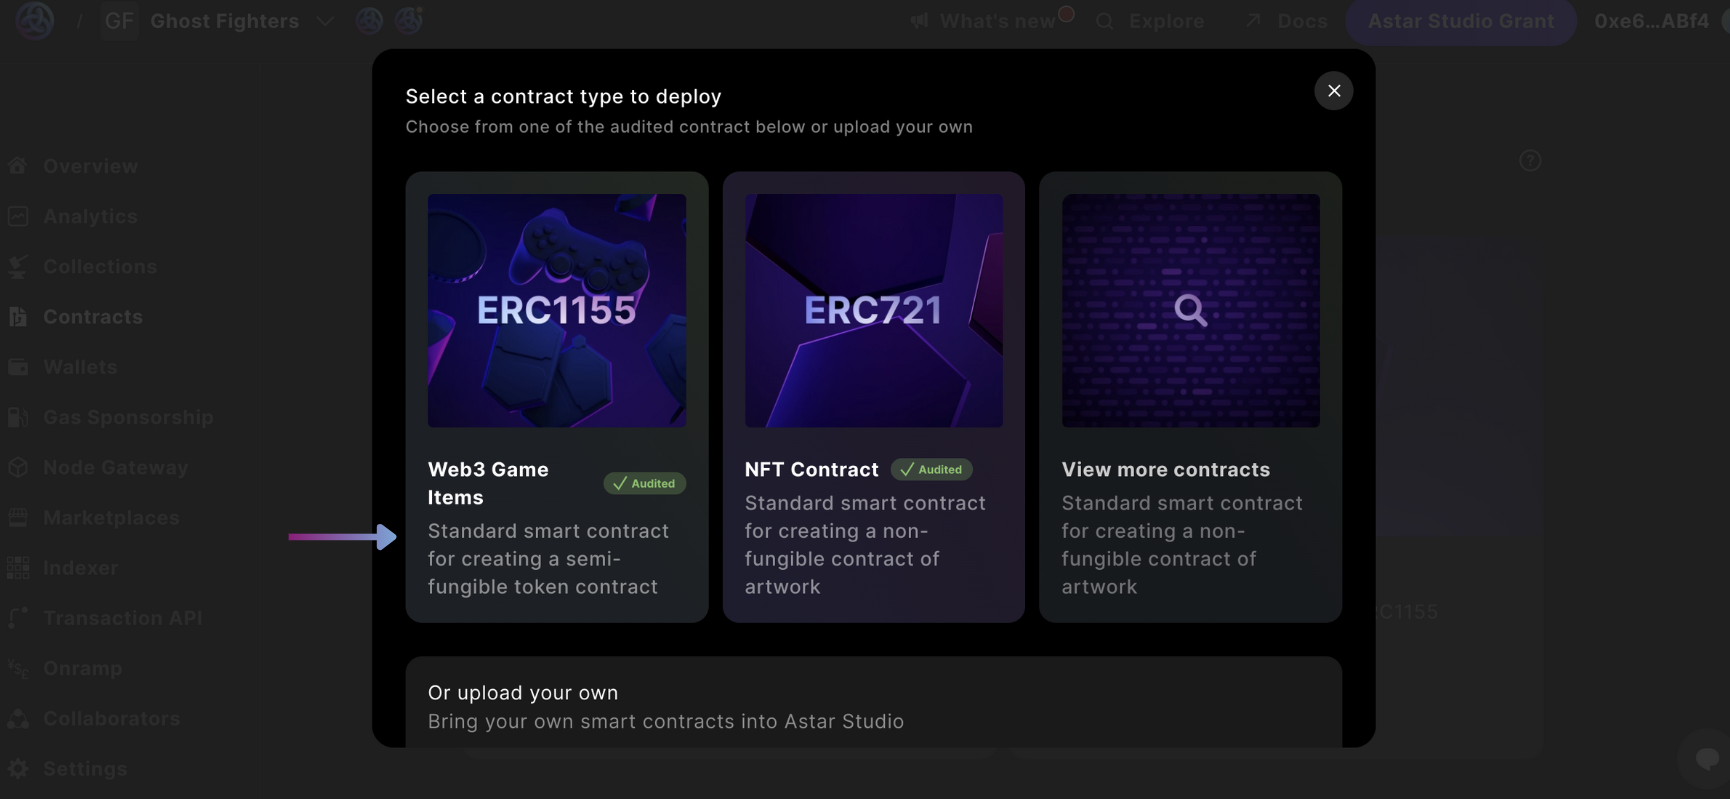 / GF Ghost Fighters
What's new
Explore
Docs
Astar Studio Grant
0xe6...ABf4
Overview
Analytics
Collections
Contracts
Wallets
Gas Sponsorship
Node Gateway
Marketplaces
Indexer
Transaction API
Onramp
Collaborators
Settings
Select a contract type to deploy
Choose from one of the audited contract below or upload your own
ERC1155
Web3 Game
Items
Audited
Standard smart contract
for creating a semi-
fungible token contract
ERC721
NFT Contract
Audited
Standard smart contract
for creating a non-
fungible contract of
artwork
View more contracts
Standard smart contract
for creating a non-
fungible contract of
artwork
Or upload your own
Bring your own smart contracts into Astar Studio
RC1155